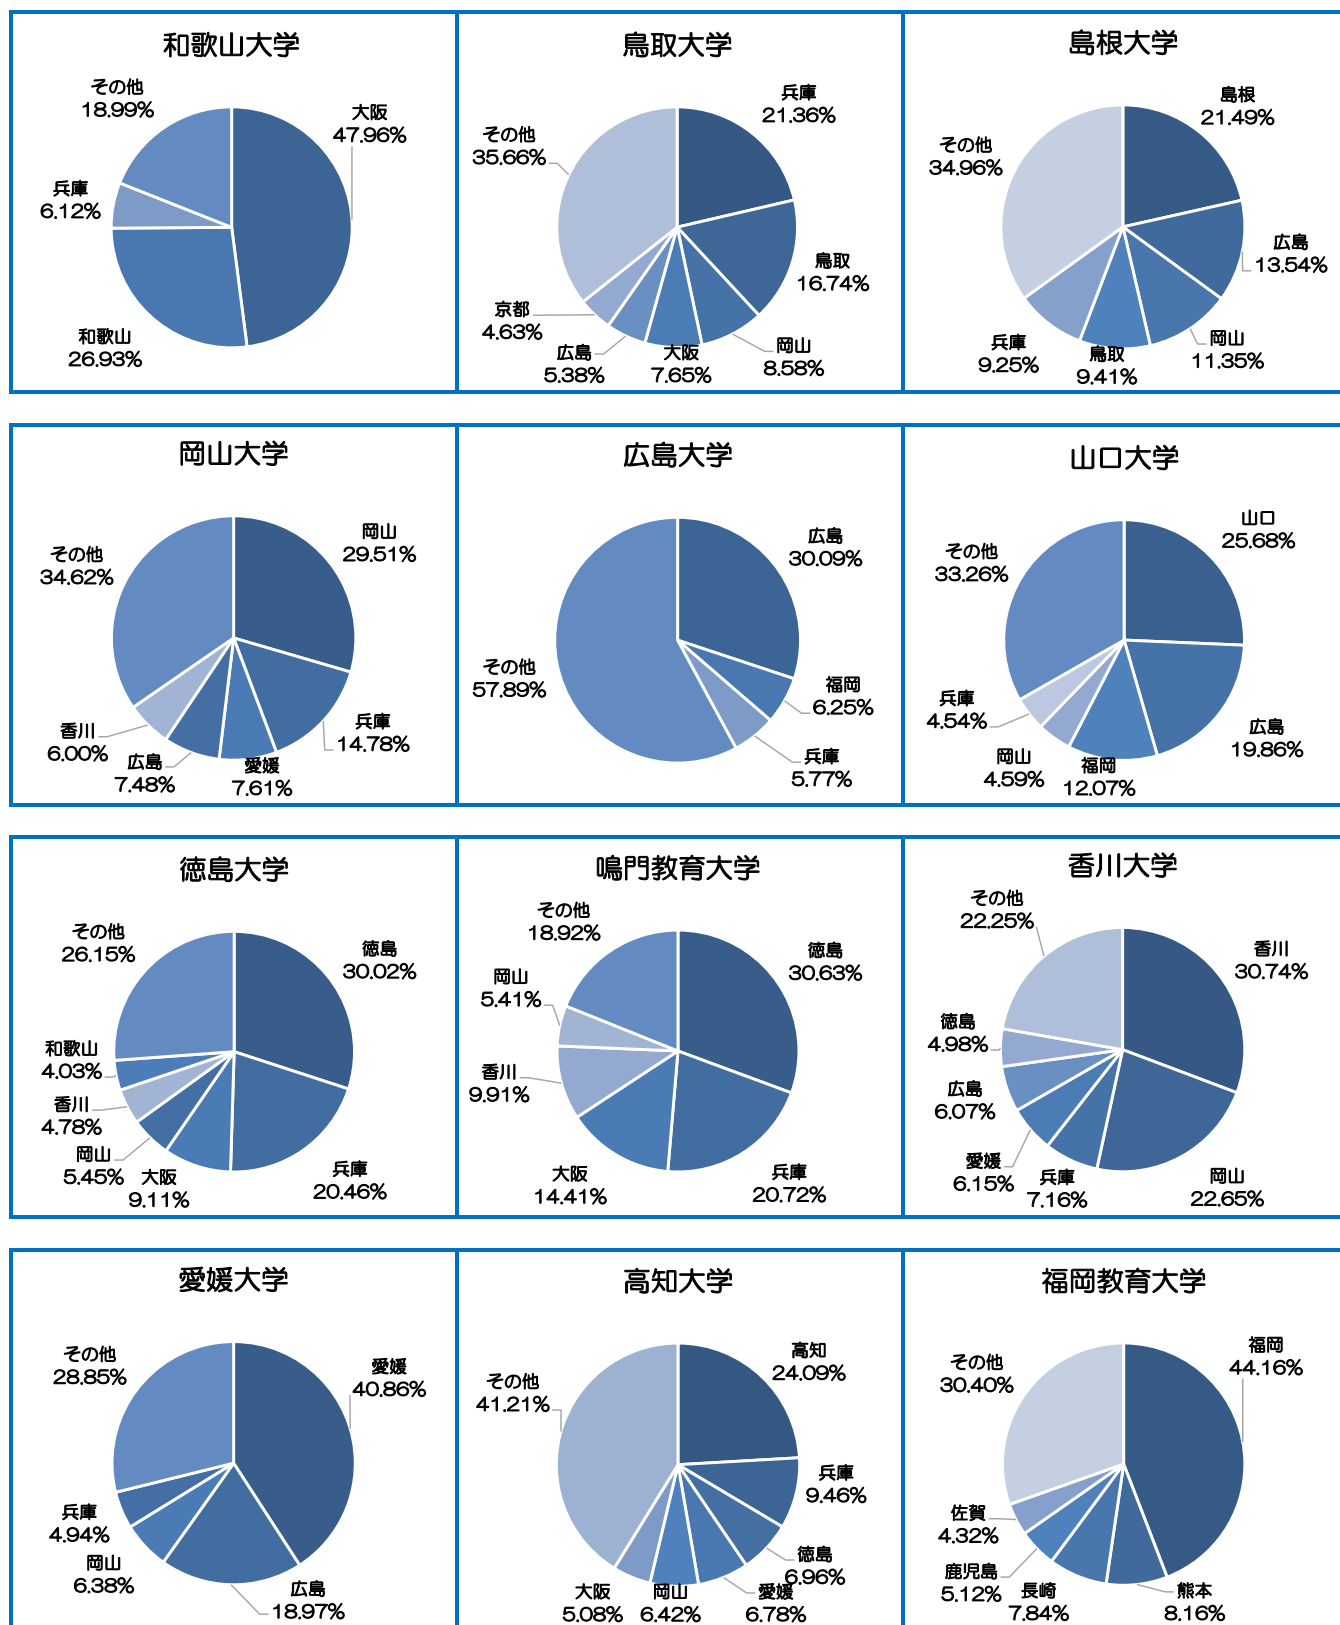 和歌山大学
その他
18.99%
大阪
47.96%
兵庫
6.12%
和歌山
26.93%
鳥取大学
兵庫
21.36%
その他
35.66%
鳥取
16.74%
京都
4.63%
広島
5.38%
大阪
7.65%
岡山
8.58%
島根大学
島根
21.49%
その他
34.96%
広島
13.54%
兵庫
9.25%
鳥取
9.41%
岡山
11.35%
岡山大学
岡山
29.51%
その他
34.62%
兵庫
14.78%
香川
6.00%
広島
7.48%
愛媛
7.61%
広島大学
広島
30.09%
その他
57.89%
福岡
6.25%
兵庫
5.77%
山口大学
山口
25.68%
その他
33.26%
兵庫
4.54%
広島
19.86%
岡山
4.59%
福岡
12.07%
徳島大学
その他
26.15%
徳島
30.02%
和歌山
4.03%
香川
4.78%
岡山
5.45%
大阪
9.11%
兵庫
20.46%
鳴門教育大学
その他
18.92%
徳島
30.63%
岡山
5.41%
香川
9.91%
大阪
14.41%
兵庫
20.72%
香川大学
その他
22.25%
香川
30.74%
徳島
4.98%
広島
6.07%
愛媛
6.15%
兵庫
7.16%
岡山
22.65%
愛媛大学
その他
28.85%
愛媛
40.86%
兵庫
4.94%
岡山
6.38%
広島
18.97%
高知大学
高知
24.09%
その他
41.21%
兵庫
9.46%
徳島
6.96%
大阪
5.08%
岡山
6.42%
愛媛
6.78%
福岡教育大学
福岡
44.16%
その他
30.40%
佐賀
4.32%
鹿児島
5.12%
長崎
7.84%
熊本
8.16%